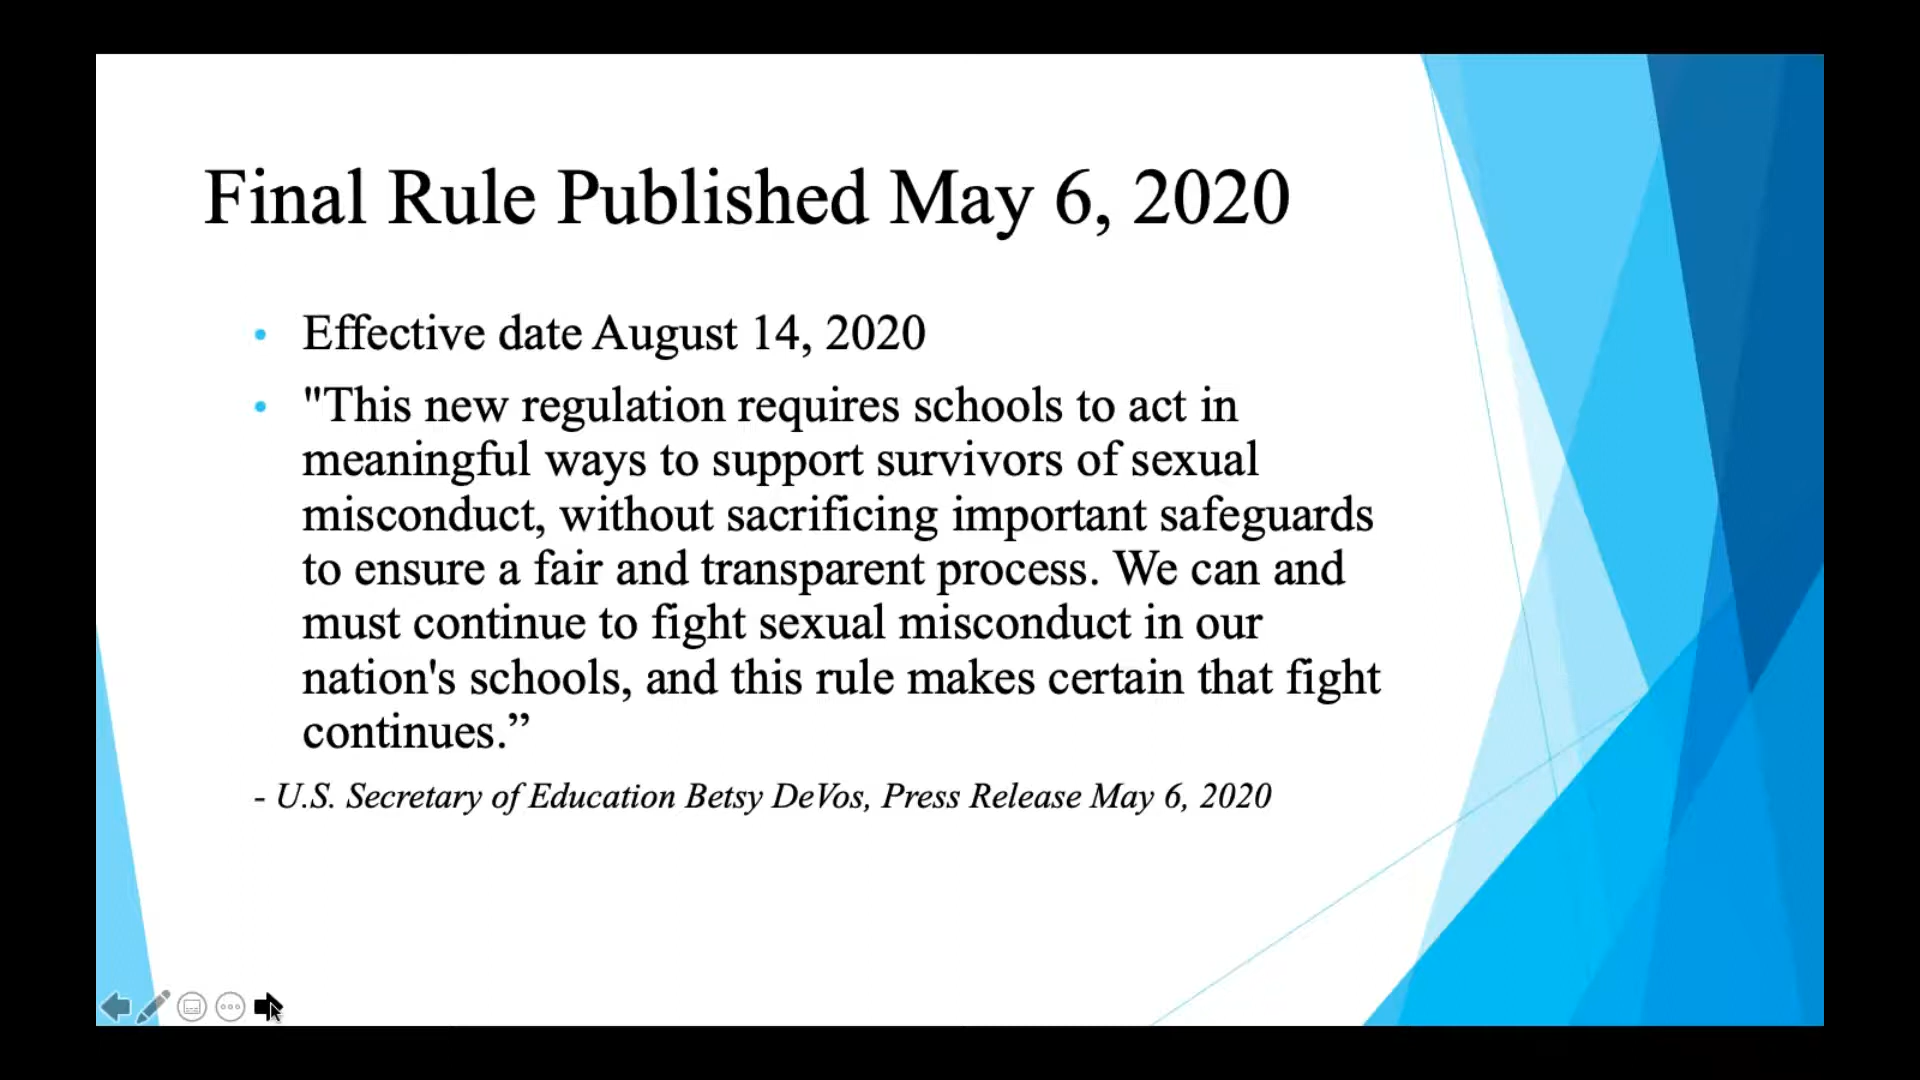 Final Rule Published May 6, 2020
• Effective date August 14, 2020
• "This new regulation requires schools to act in
meaningful ways to support survivors of sexual
misconduct, without sacrificing important safeguards
to ensure a fair and transparent process. We can and
must continue to fight sexual misconduct in our
nation's schools, and this rule makes certain that fight
continues.”
- U.S. Secretary of Education Betsy DeVos, Press Release May 6, 2020